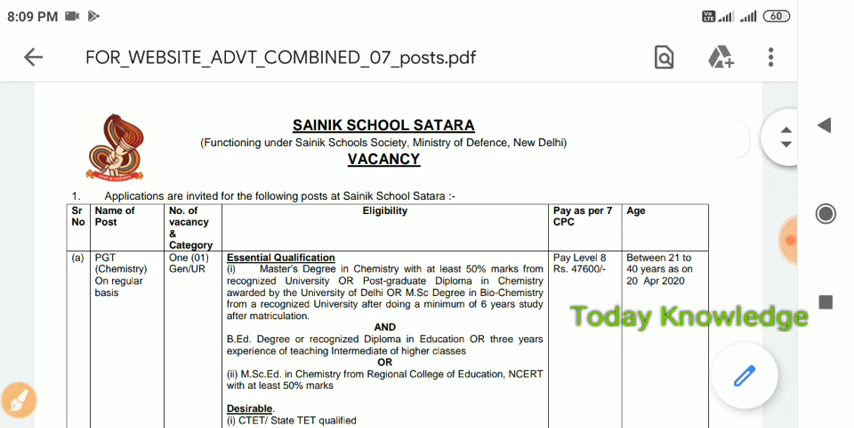 8:09 PM
Vo LTE
60
FOR_WEBSITE_ADVT_COMBINED_07_posts.pdf
SAINIK SCHOOL SATARA
(Functioning under Sainik Schools Society, Ministry of Defence, New Delhi)
VACANCY
1. Applications are invited for the following posts at Sainik School Satara :-
Sr No
Name of Post
No. of vacancy & Category
Eligibility
Pay as per 7 CPC
Age
(a)
PGT (Chemistry)
On regular basis
One (01)
Gen/UR
Essential Qualification
(i) Master's Degree in Chemistry with at least 50% marks from
recognized University OR Post-graduate Diploma in Chemistry
awarded by the University of Delhi OR M.Sc Degree in Bio-Chemistry
from a recognized University after doing a minimum of 6 years study
after matriculation.
AND
B.Ed. Degree or recognized Diploma in Education OR three years
experience of teaching Intermediate of higher classes
OR
(ii) M.Sc.Ed. in Chemistry from Regional College of Education, NCERT
with at least 50% marks
Desirable.
(i) CTET/ State TET qualified
Pay Level 8
Rs. 47600/-
Between 21 to
40 years as on
20 Apr 2020
Today Knowledge